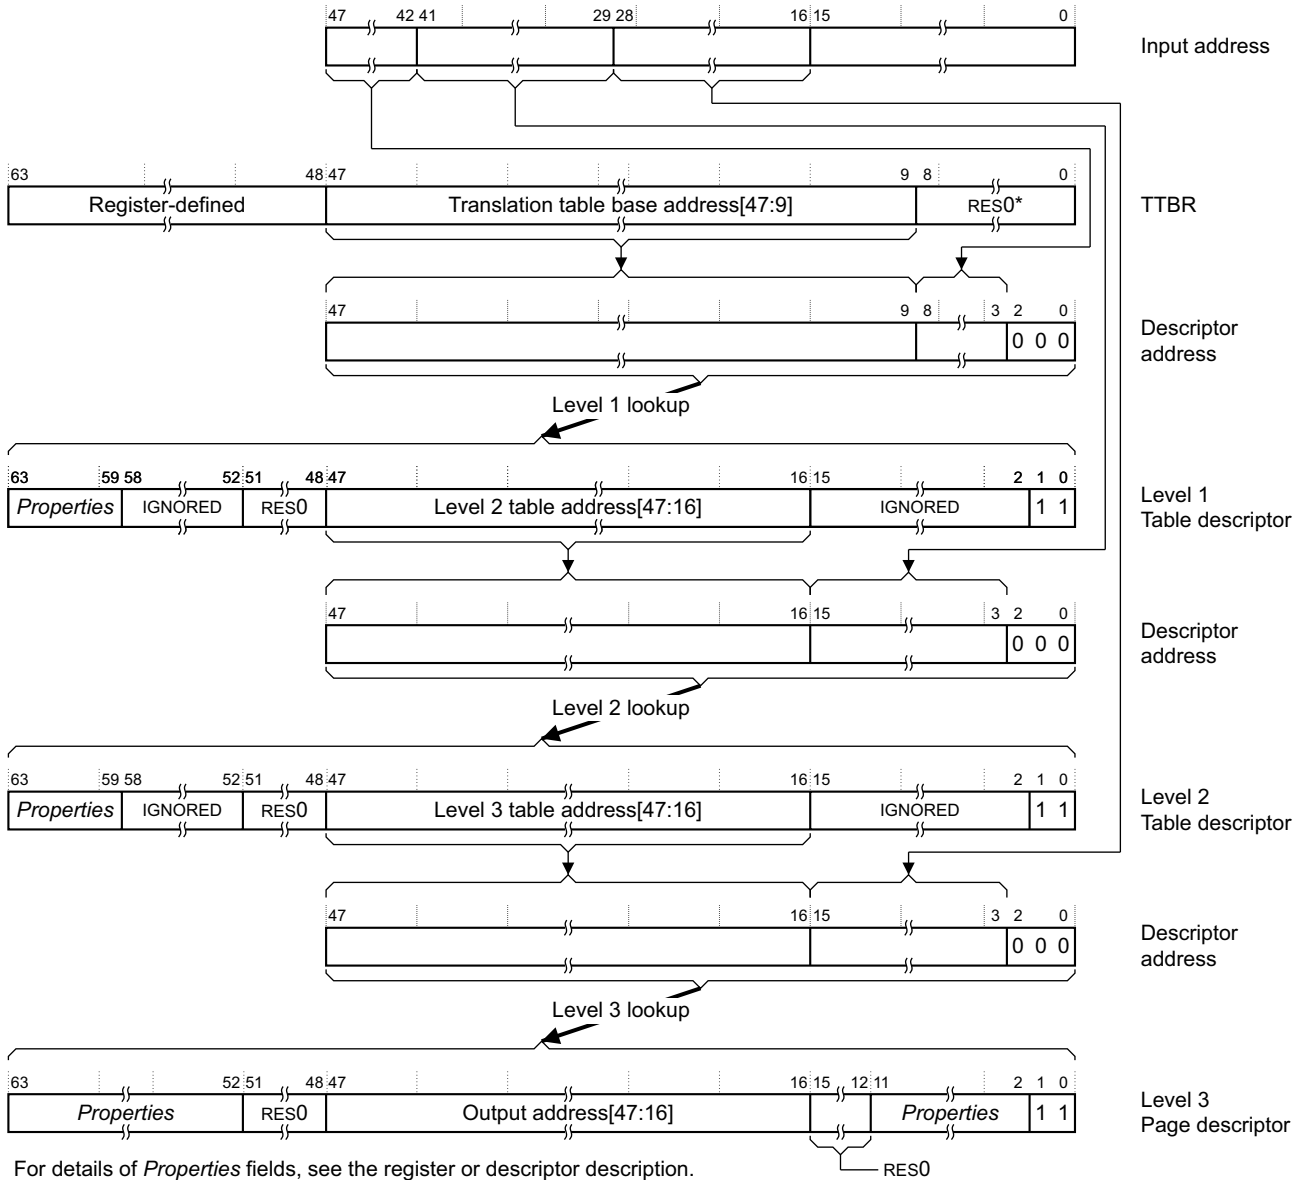 47 42 41 29 28 16 15 0
Input address
63 48 47 9 8 0
Register-defined Translation table base address[47:9] RES0* TTBR
47 9 8 3 2 0
0 0 0
Descriptor
address
Level 1 lookup
63 59 58 52 51 48 47 16 15 2 1 0
Properties IGNORED RES0 Level 2 table address[47:16] IGNORED 1 1
Level 1
Table descriptor
47 16 15 3 2 0
0 0 0
Descriptor
address
Level 2 lookup
63 59 58 52 51 48 47 16 15 2 1 0
Properties IGNORED RES0 Level 3 table address[47:16] IGNORED 1 1
Level 2
Table descriptor
47 16 15 3 2 0
0 0 0
Descriptor
address
Level 3 lookup
63 52 51 48 47 16 15 12 11 2 1 0
Properties RES0 Output address[47:16] Properties 1 1
Level 3
Page descriptor
For details of Properties fields, see the register or descriptor description.
RES0